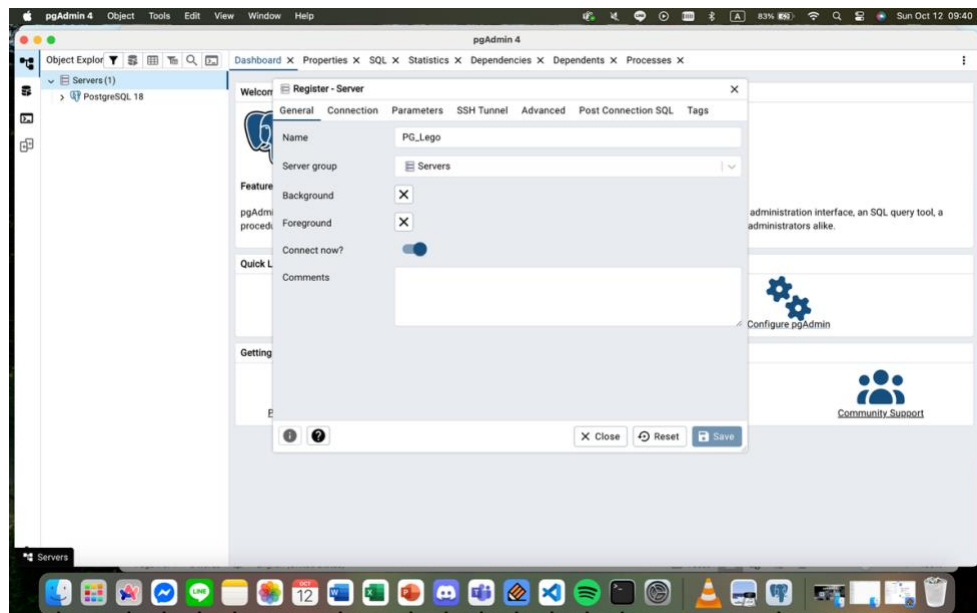 pgAdmin 4 Object Tools Edit View Window Help
A 83% Sun Oct 12 09:40
pgAdmin 4
Object Explor
Dashboard X Properties X SQL X Statistics X Dependencies X Dependents X Processes X
Servers (1)
PostgreSQL 18
Welcom
Register - Server
General Connection Parameters SSH Tunnel Advanced Post Connection SQL Tags
Name PG_Lego
Server group Servers
Background
Foreground
Connect now?
Comments
Feature
pgAdmi
administration interface, an SQL query tool, a
procedu
administrators alike.
Quick L
Configure pgAdmin
Getting
Community Support
Close Reset Save
Servers
OCT
12